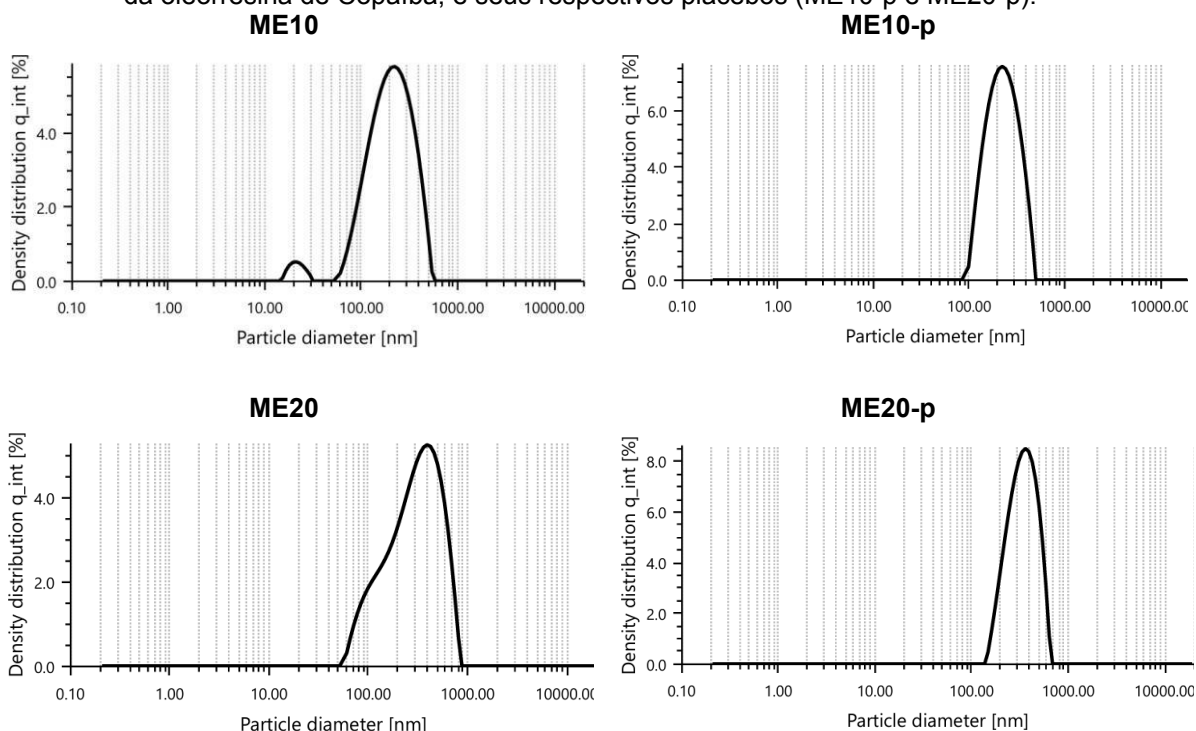 da oleorresina de Copaíba, e seus respectivos placebos (ME10-p e ME20-p).
ME10
Density distribution q_int [%]
4.0
2.0
0.0
0.10 1.00 10.00 100.00 1000.00 10000.00
Particle diameter [nm]
ME10-p
Density distribution q_int [%]
6.0
4.0
2.0
0.0
0.10 1.00 10.00 100.00 1000.00 10000.00
Particle diameter [nm]
ME20
Density distribution q_int [%]
4.0
2.0
0.0
0.10 1.00 10.00 100.00 1000.00 10000.00
Particle diameter [nm]
ME20-p
Density distribution q_int [%]
8.0
6.0
4.0
2.0
0.0
0.10 1.00 10.00 100.00 1000.00 10000.00
Particle diameter [nm]